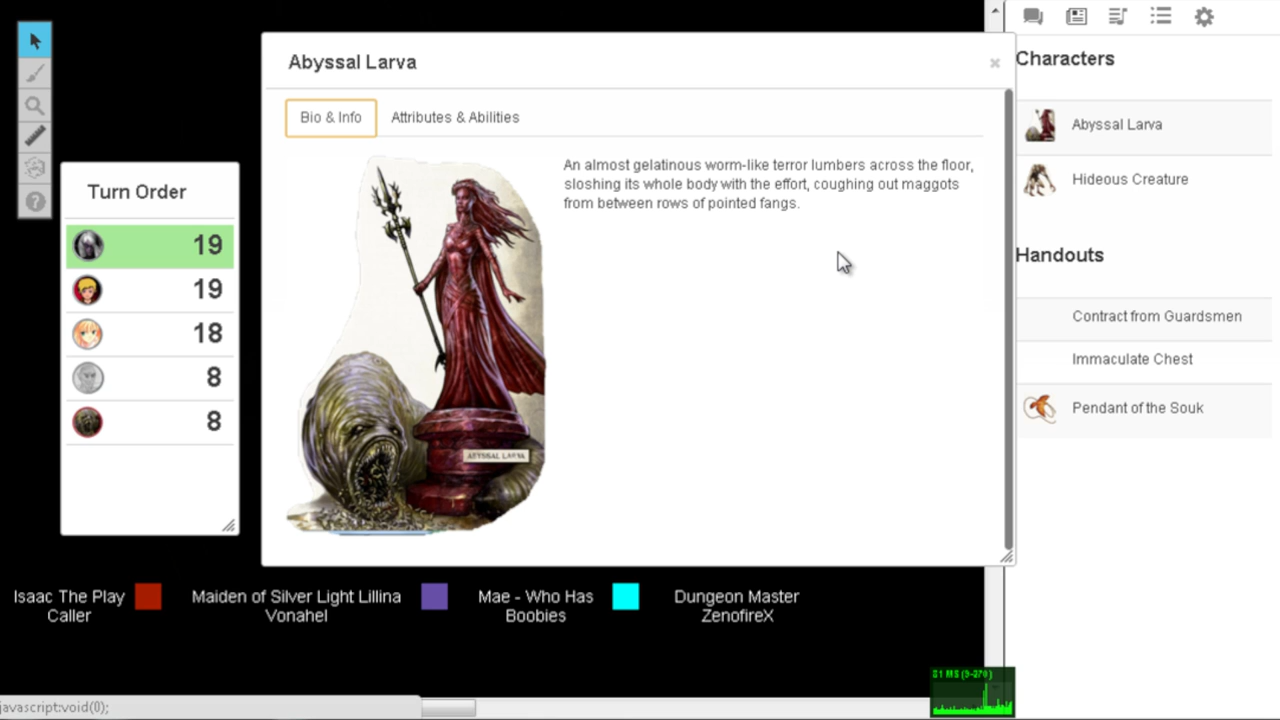 Abyssal Larva
Bio & Info
Attributes & Abilities
An almost gelatinous worm-like terror lumbers across the floor,
sloshing its whole body with the effort, coughing out maggots
from between rows of pointed fangs.
ABYSSAL LARVA
Turn Order
19
19
18
8
8
Characters
Abyssal Larva
Hideous Creature
Handouts
Contract from Guardsmen
Immaculate Chest
Pendant of the Souk
Isaac The Play
Caller
Maiden of Silver Light Lillina
Vonahel
Mae - Who Has
Boobies
Dungeon Master
ZenofireX
javascript:void(0);